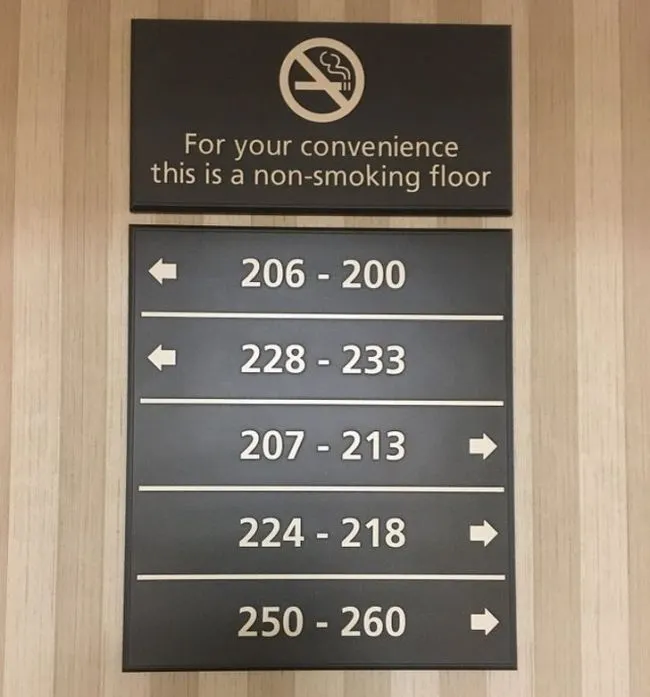 For your convenience
this is a non-smoking floor
206 - 200
228 - 233
207 - 213
224 - 218
250 - 260